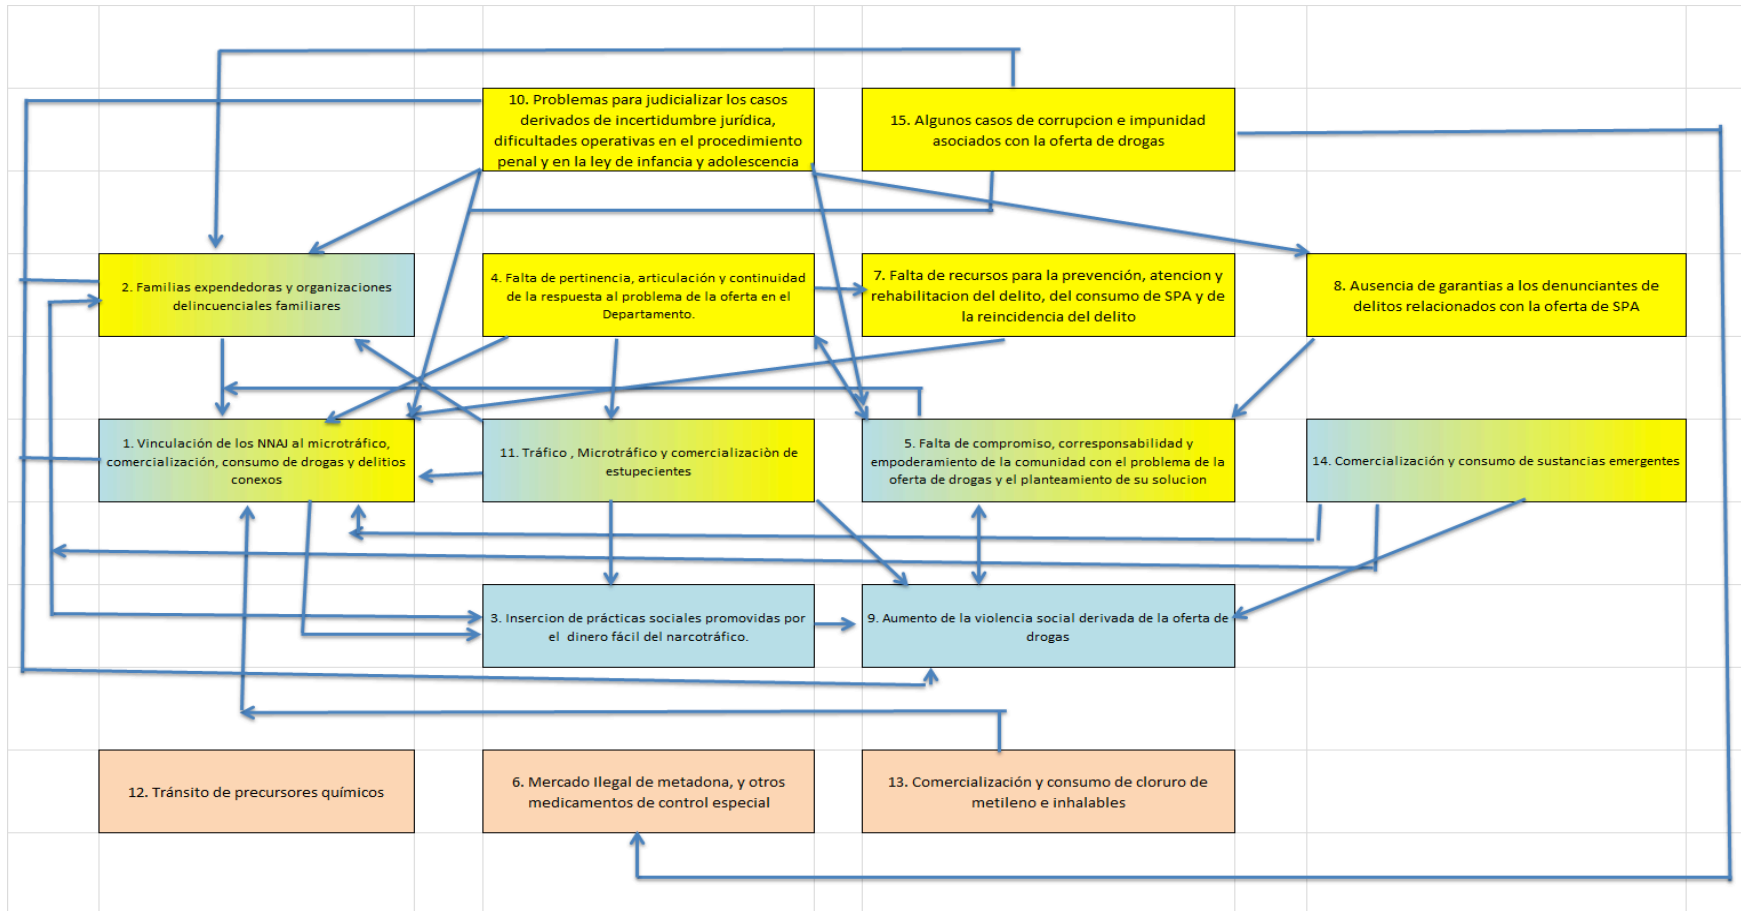 10. Problemas para judicializar los casos
derivados de incertidumbre jurídica,
dificultades operativas en el procedimiento
penal y en la ley de infancia y adolescencia
15. Algunos casos de corrupcion e impunidad
asociados con la oferta de drogas
2. Familias expendedoras y organizaciones
delincuenciales familiares
4. Falta de pertinencia, articulación y continuidad
de la respuesta al problema de la oferta en el
Departamento.
7. Falta de recursos para la prevención, atencion y
rehabilitacion del delito, del consumo de SPA y de
la reincidencia del delito
8. Ausencia de garantias a los denunciantes de
delitos relacionados con la oferta de SPA
1. Vinculación de los NNAJ al microtráfico,
comercialización, consumo de drogas y delitios
conexos
11. Tráfico , Microtráfico y comercializaciòn de
estupecientes
5. Falta de compromiso, corresponsabilidad y
empoderamiento de la comunidad con el problema de la
oferta de drogas y el planteamiento de su solucion
14. Comercialización y consumo de sustancias emergentes
3. Insercion de prácticas sociales promovidas por
el dinero fácil del narcotráfico.
9. Aumento de la violencia social derivada de la oferta de
drogas
12. Tránsito de precursores químicos
6. Mercado Ilegal de metadona, y otros
medicamentos de control especial
13. Comercialización y consumo de cloruro de
metileno e inhalables